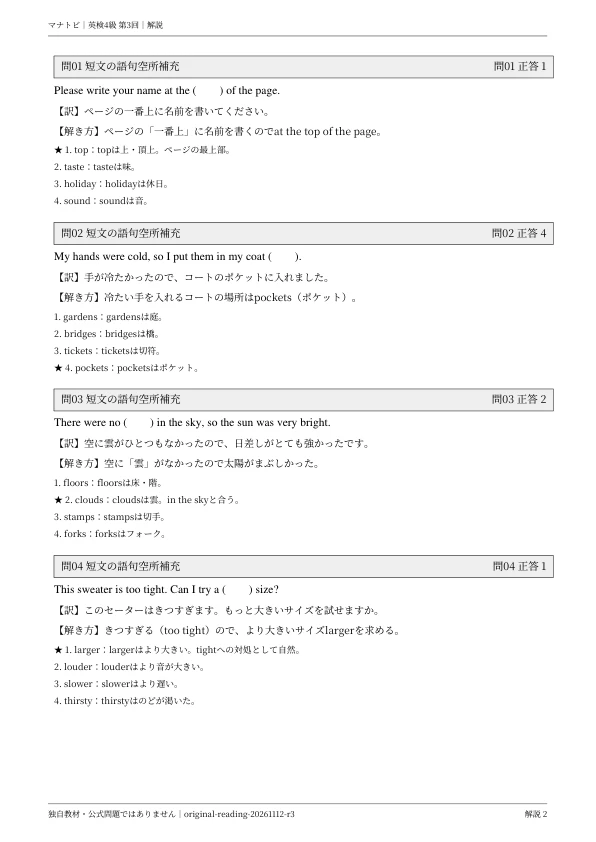 マナトビ｜英検4級 第3回｜解説
問01 短文の語句空所補充 問01 正答 1
Please write your name at the (　　) of the page.
【訳】ページの一番上に名前を書いてください。
【解き方】ページの「一番上」に名前を書くのでat the top of the page。
★ 1. top：topは上・頂上。ページの最上部。
2. taste：tasteは味。
3. holiday：holidayは休日。
4. sound：soundは音。
問02 短文の語句空所補充 問02 正答 4
My hands were cold, so I put them in my coat (　　).
【訳】手が冷たかったので、コートのポケットに入れました。
【解き方】冷たい手を入れるコートの場所はpockets（ポケット）。
1. gardens：gardensは庭。
2. bridges：bridgesは橋。
3. tickets：ticketsは切符。
★ 4. pockets：pocketsはポケット。
問03 短文の語句空所補充 問03 正答 2
There were no (　　) in the sky, so the sun was very bright.
【訳】空に雲がひとつもなかったので、日差しがとても強かったです。
【解き方】空に「雲」がなかったので太陽がまぶしかった。
1. floors：floorsは床・階。
★ 2. clouds：cloudsは雲。in the skyと合う。
3. stamps：stampsは切手。
4. forks：forksはフォーク。
問04 短文の語句空所補充 問04 正答 1
This sweater is too tight. Can I try a (　　) size?
【訳】このセーターはきつすぎます。もっと大きいサイズを試せますか。
【解き方】きつすぎる（too tight）ので、より大きいサイズlargerを求める。
★ 1. larger：largerはより大きい。tightへの対処として自然。
2. louder：louderはより音が大きい。
3. slower：slowerはより遅い。
4. thirsty：thirstyはのどが渇いた。
独自教材・公式問題ではありません｜original-reading-20261112-r3 解説 2